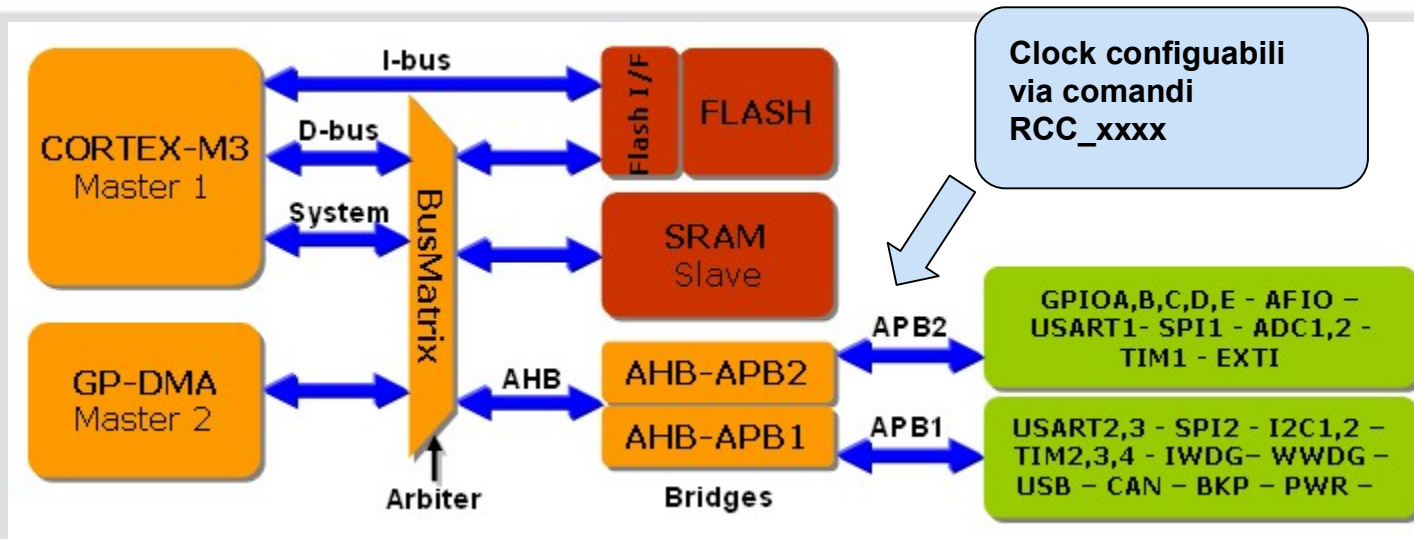 Clock configuabili
via comandi
RCC_xxxx
I-bus
D-bus
System
CORTEX-M3
Master 1
GP-DMA
Master 2
BusMatrix
Arbiter
Flash I/F
FLASH
SRAM
Slave
AHB
AHB-APB2
AHB-APB1
Bridges
APB2
APB1
GPIOA,B,C,D,E - AFIO –
USART1- SPI1 - ADC1,2 -
TIM1 - EXTI
USART2,3 - SPI2 - I2C1,2 –
TIM2,3,4 - IWDG– WWDG –
USB – CAN – BKP – PWR –